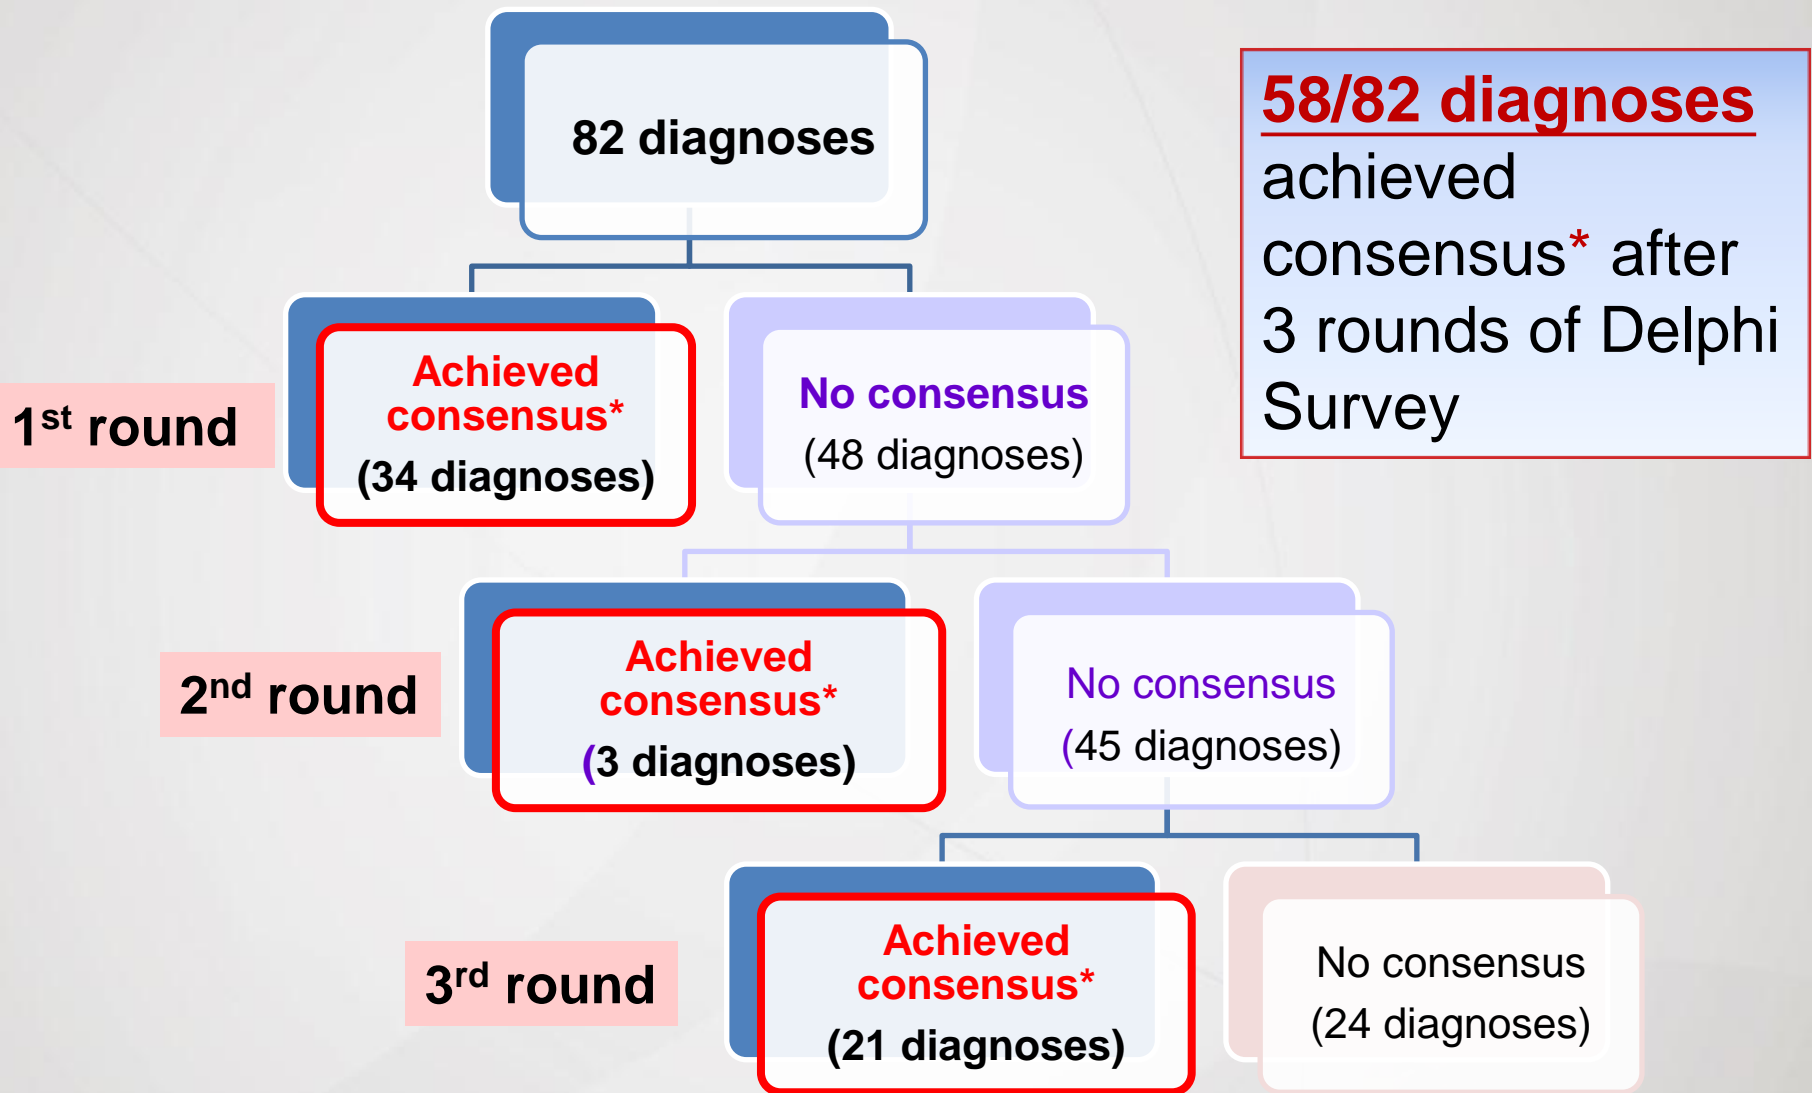 82 diagnoses
58/82 diagnoses
achieved
consensus* after
3 rounds of Delphi
Survey
1st round
Achieved
consensus*
(34 diagnoses)
No consensus
(48 diagnoses)
2nd round
Achieved
consensus*
(3 diagnoses)
No consensus
(45 diagnoses)
3rd round
Achieved
consensus*
(21 diagnoses)
No consensus
(24 diagnoses)